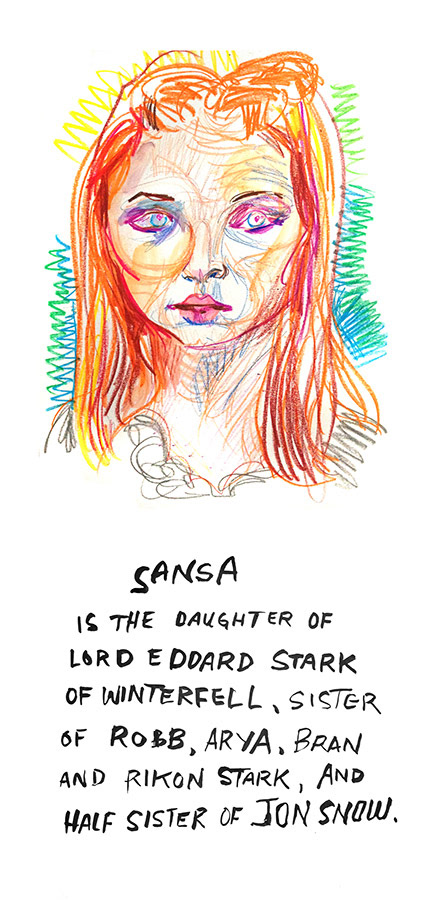 SANSA
IS THE DAUGHTER OF
LORD EDDARD STARK
OF WINTERFELL, SISTER
OF ROBB, ARYA, BRAN
AND RIKON STARK, AND
HALF SISTER OF JON SNOW.